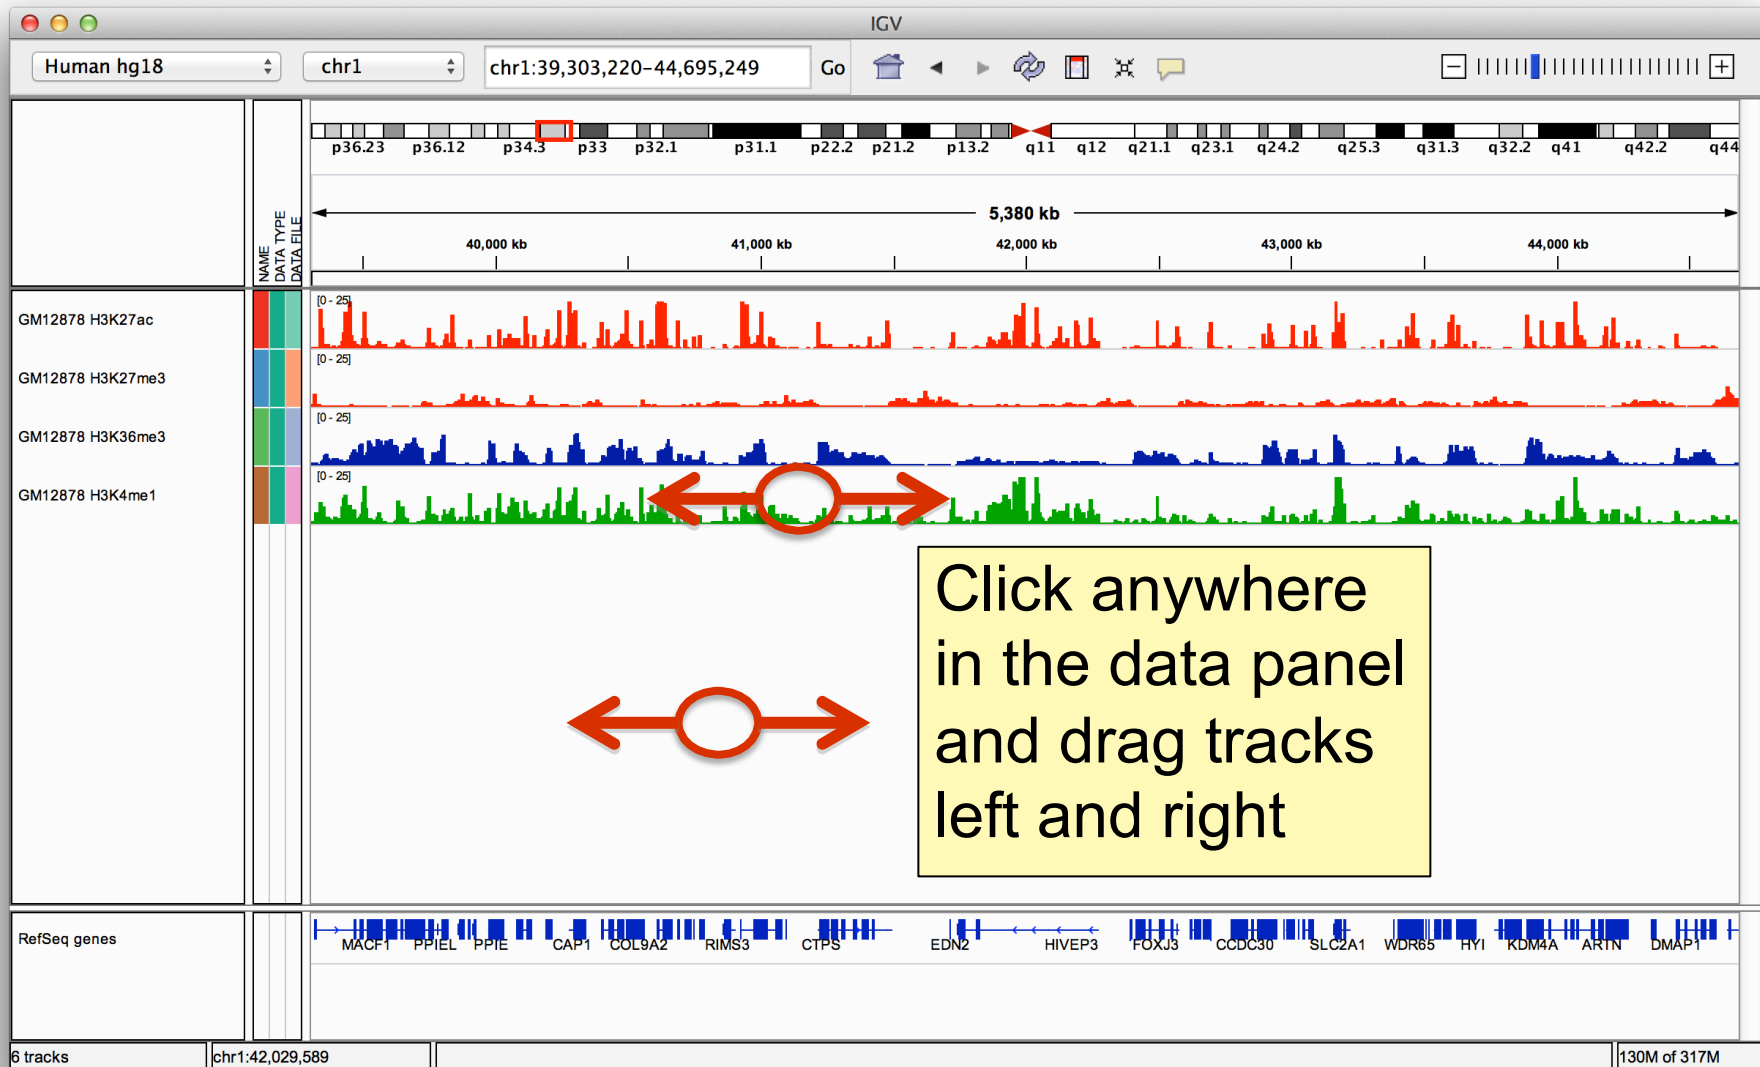 IGV
Human hg18 chr1 chr1:39,303,220-44,695,249 Go
p36.23 p36.12 p34.3 p33 p32.1 p31.1 p22.2 p21.2 p13.2 q11 q12 q21.1 q23.1 q24.2 q25.3 q31.3 q32.2 q41 q42.2 q44
NAME
DATA TYPE
DATA FILE
5,380 kb
40,000 kb 41,000 kb 42,000 kb 43,000 kb 44,000 kb
GM12878 H3K27ac [0 - 25]
GM12878 H3K27me3 [0 - 25]
GM12878 H3K36me3 [0 - 25]
GM12878 H3K4me1 [0 - 25]
Click anywhere
in the data panel
and drag tracks
left and right
RefSeq genes
MACF1 PPIEL PPIE CAP1 COL9A2 RIMS3 CTPS EDN2 HIVEP3 FOXJ3 CCDC30 SLC2A1 WDR65 HYI KDM4A ARTN DMAP1
6 tracks chr1:42,029,589 130M of 317M